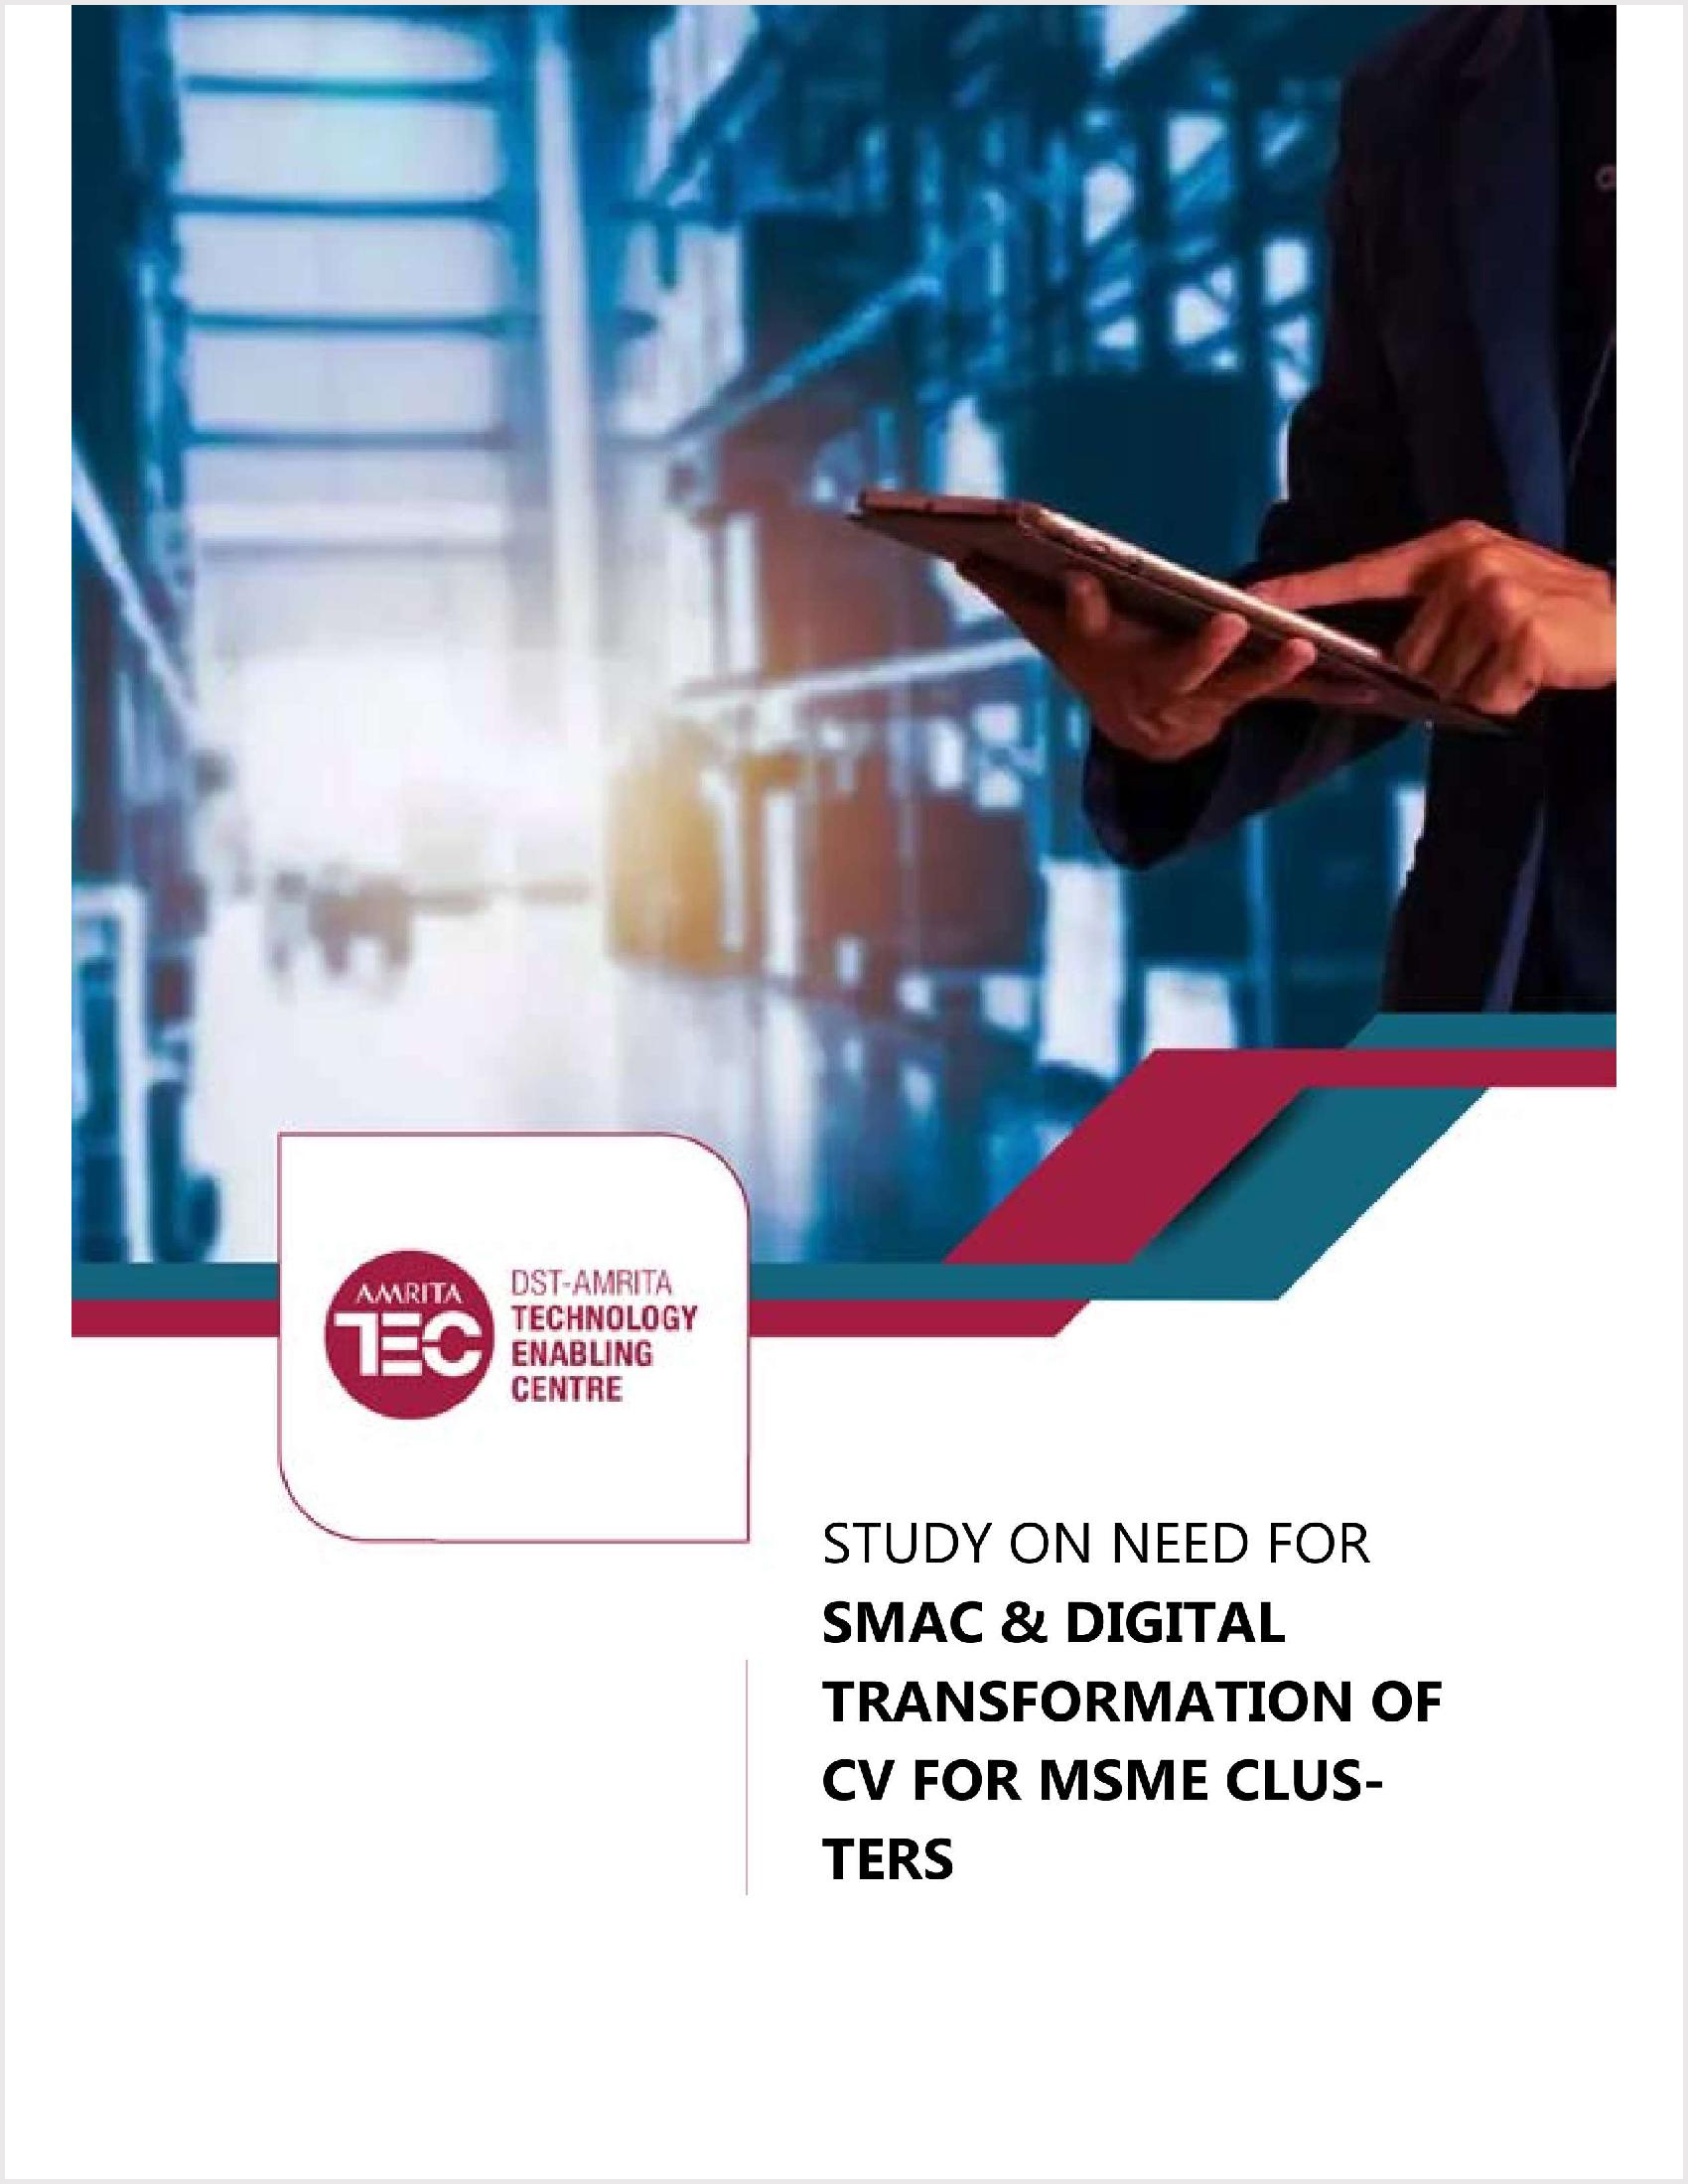 AMRITA
TEC
DST-AMRITA
TECHNOLOGY
ENABLING
CENTRE
STUDY ON NEED FOR
SMAC & DIGITAL
TRANSFORMATION OF
CV FOR MSME CLUS-
TERS